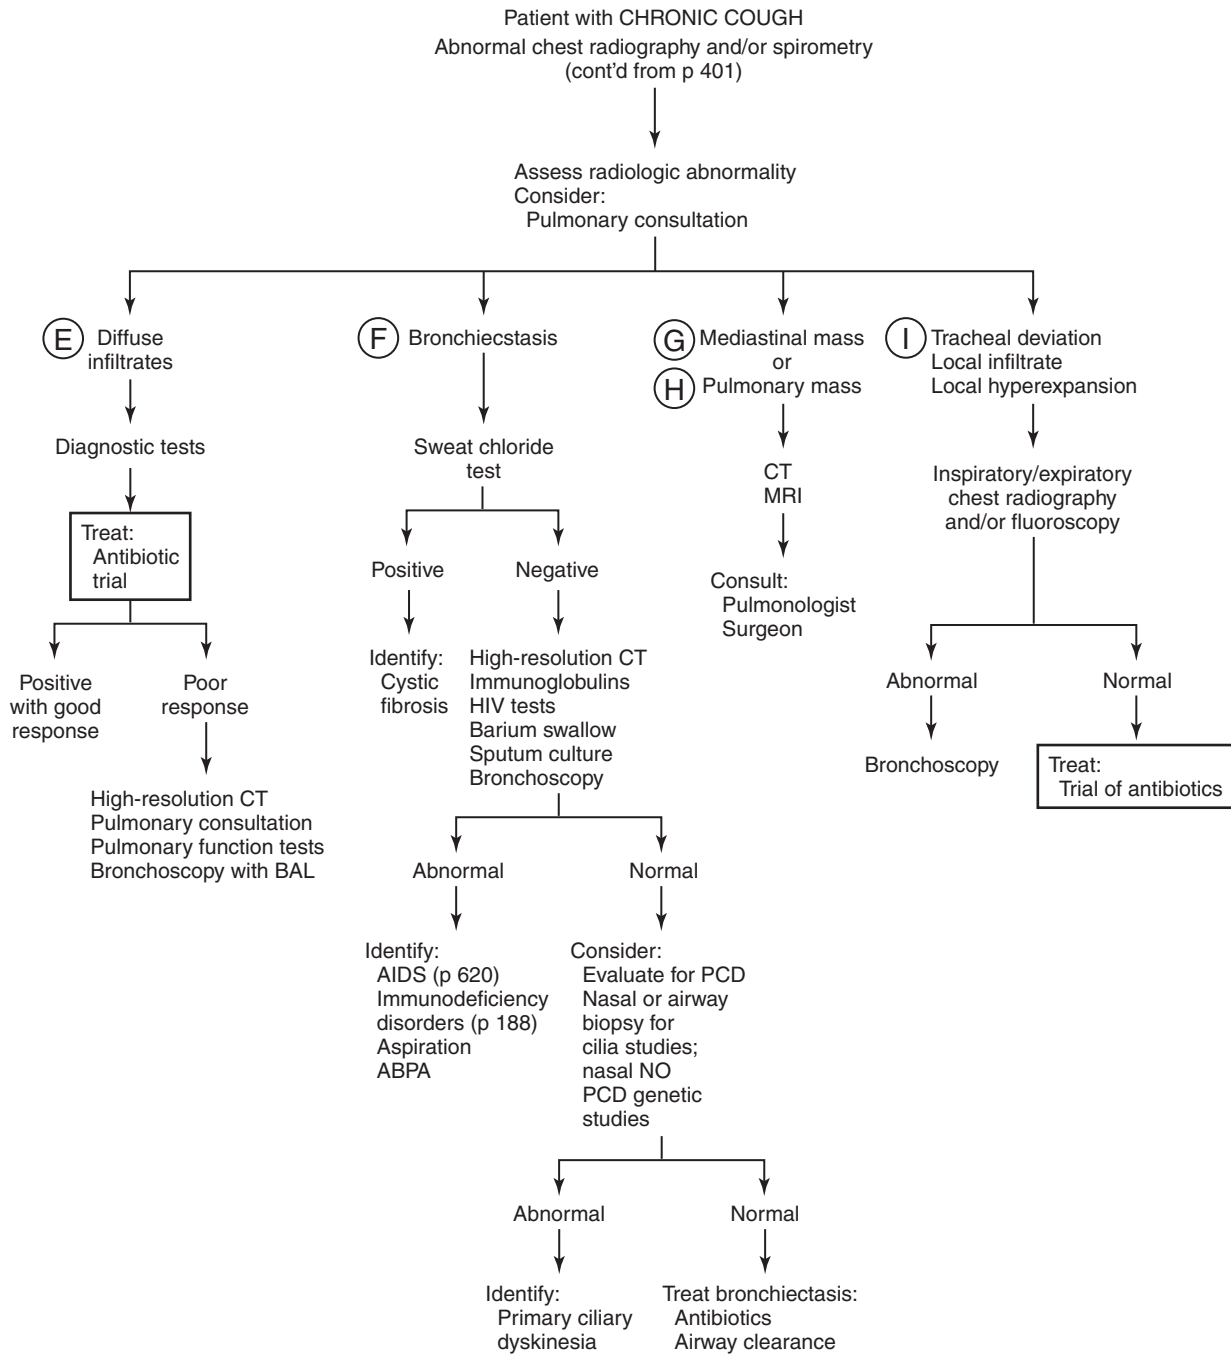 Patient with CHRONIC COUGH
Abnormal chest radiography and/or spirometry
(cont'd from p 401)
Assess radiologic abnormality
Consider:
Pulmonary consultation
E
Diffuse
infiltrates
Diagnostic tests
Treat:
Antibiotic
trial
Positive
with good
response
Poor
response
High-resolution CT
Pulmonary consultation
Pulmonary function tests
Bronchoscopy with BAL
F
Bronchiecstasis
Sweat chloride
test
Positive
Negative
Identify:
Cystic
fibrosis
High-resolution CT
Immunoglobulins
HIV tests
Barium swallow
Sputum culture
Bronchoscopy
Abnormal
Normal
Identify:
AIDS (p 620)
Immunodeficiency
disorders (p 188)
Aspiration
ABPA
Consider:
Evaluate for PCD
Nasal or airway
biopsy for
cilia studies;
nasal NO
PCD genetic
studies
Abnormal
Normal
Identify:
Primary ciliary
dyskinesia
Treat bronchiectasis:
Antibiotics
Airway clearance
G
Mediastinal mass
or
H
Pulmonary mass
CT
MRI
Consult:
Pulmonologist
Surgeon
I
Tracheal deviation
Local infiltrate
Local hyperexpansion
Inspiratory/expiratory
chest radiography
and/or fluoroscopy
Abnormal
Normal
Bronchoscopy
Treat:
Trial of antibiotics